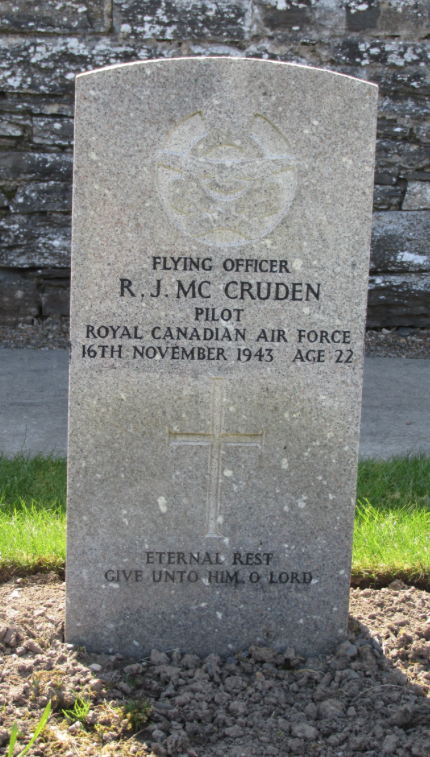 FLYING OFFICER
R. J. MC CRUDEN
PILOT
ROYAL CANADIAN AIR FORCE
16TH NOVEMBER 1943 AGE 22
ETERNAL REST
GIVE UNTO HIM, O LORD